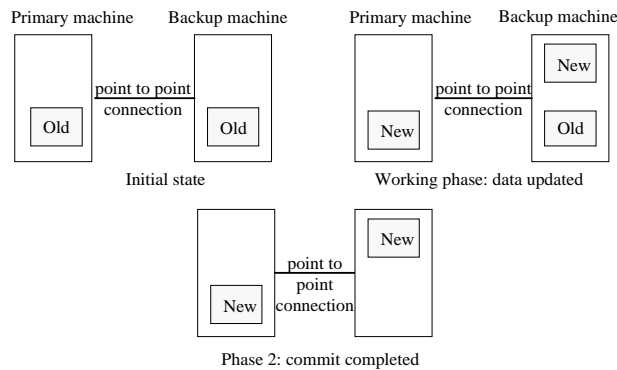 Primary machine
Backup machine
Primary machine
Backup machine
point to point
connection
Old
Old
Initial state
point to point
connection
New
New
Old
Working phase: data updated
point to
point
connection
New
New
Phase 2: commit completed